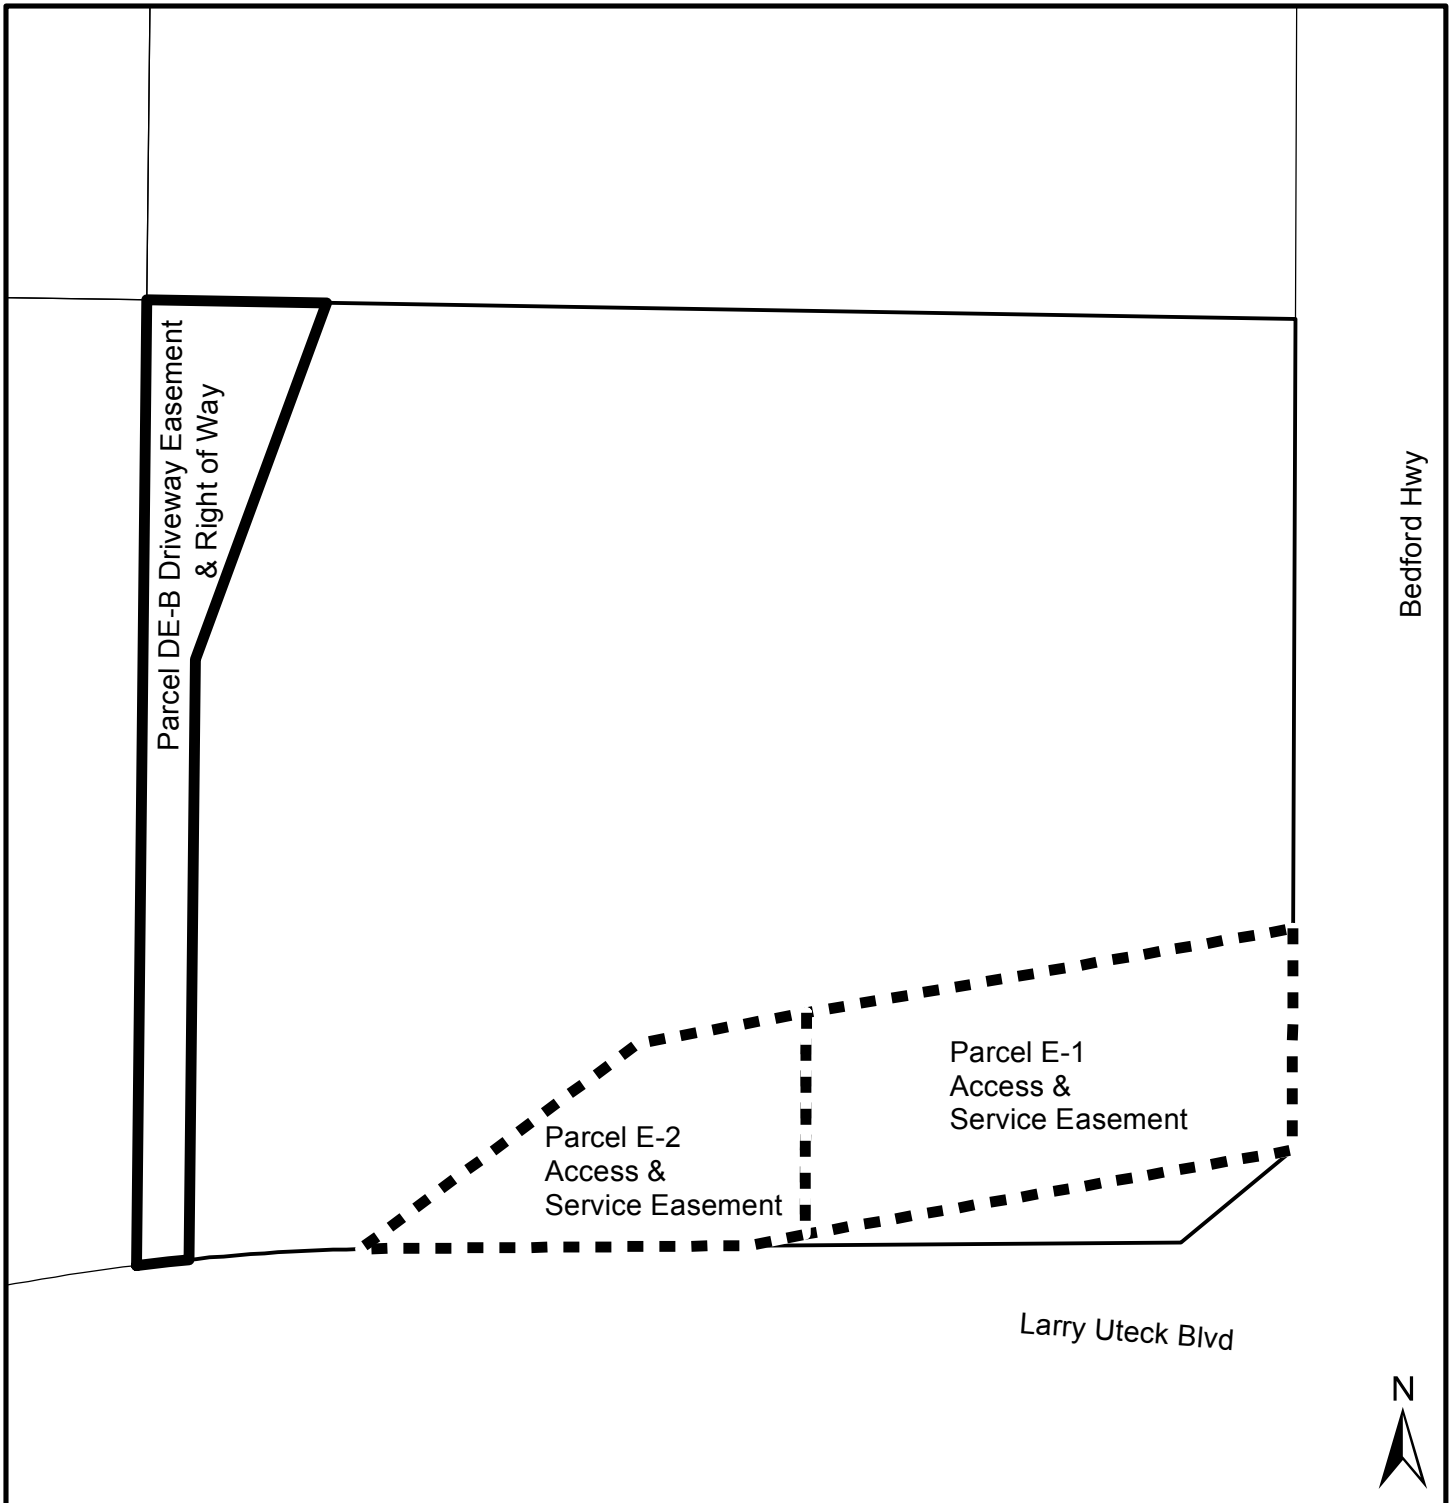 Parcel DE-B Driveway Easement
& Right of Way
Bedford Hwy
Parcel E-1
Access &
Service Easement
Parcel E-2
Access &
Service Easement
Larry Uteck Blvd
N